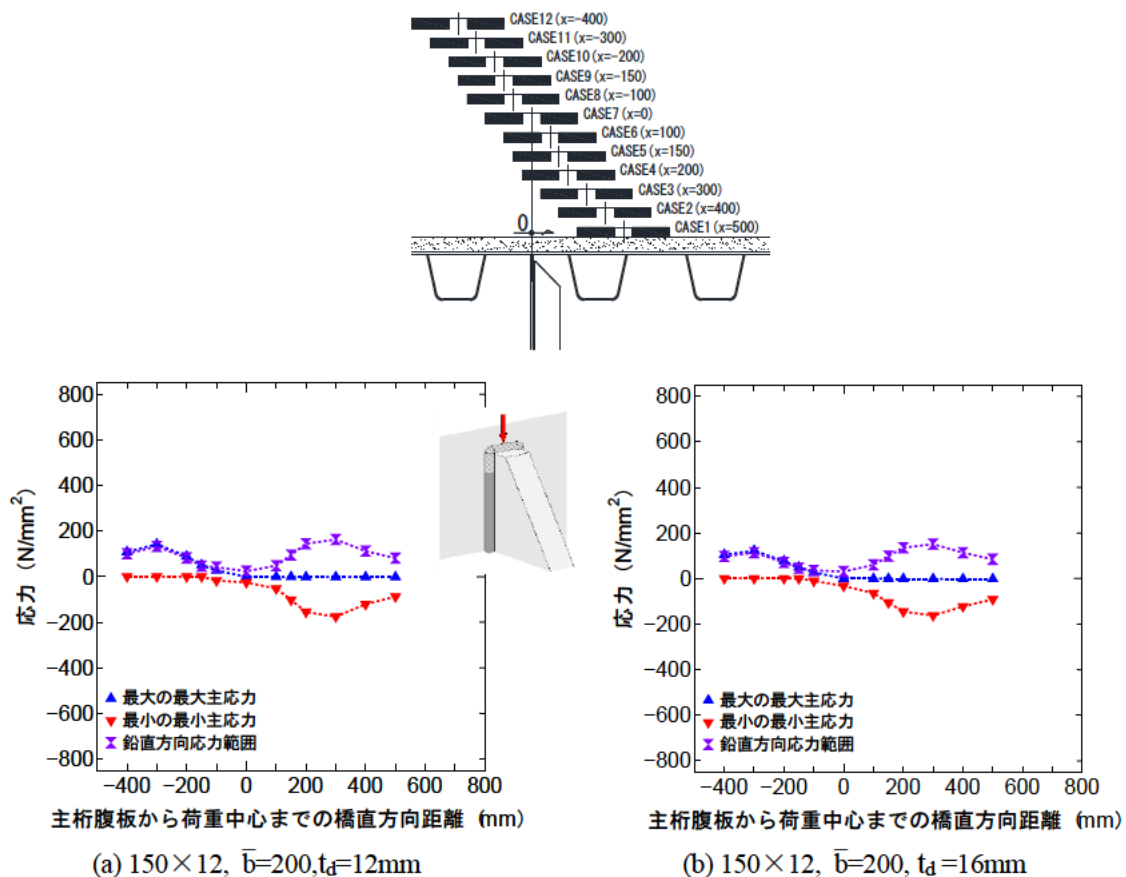 CASE12(x=-400)
CASE11(x=-300)
CASE10(x=-200)
CASE9(x=-150)
CASE8(x=-100)
CASE7(x=0)
CASE6(x=100)
CASE5(x=150)
CASE4(x=200)
CASE3(x=300)
CASE2(x=400)
CASE1(x=500)
0
800
600
400
200
0
−200
−400
−600
−800
応力 (N/mm²)
最大の最大主応力
最小の最小主応力
鉛直方向応力範囲
−400 −200 0 200 400 600 800
主桁腹板から荷重中心までの橋直方向距離 (mm)
(a) 150×12, b̅=200,t_d=12mm
800
600
400
200
0
−200
−400
−600
−800
応力 (N/mm²)
最大の最大主応力
最小の最小主応力
鉛直方向応力範囲
−400 −200 0 200 400 600 800
主桁腹板から荷重中心までの橋直方向距離 (mm)
(b) 150×12, b̅=200, t_d =16mm